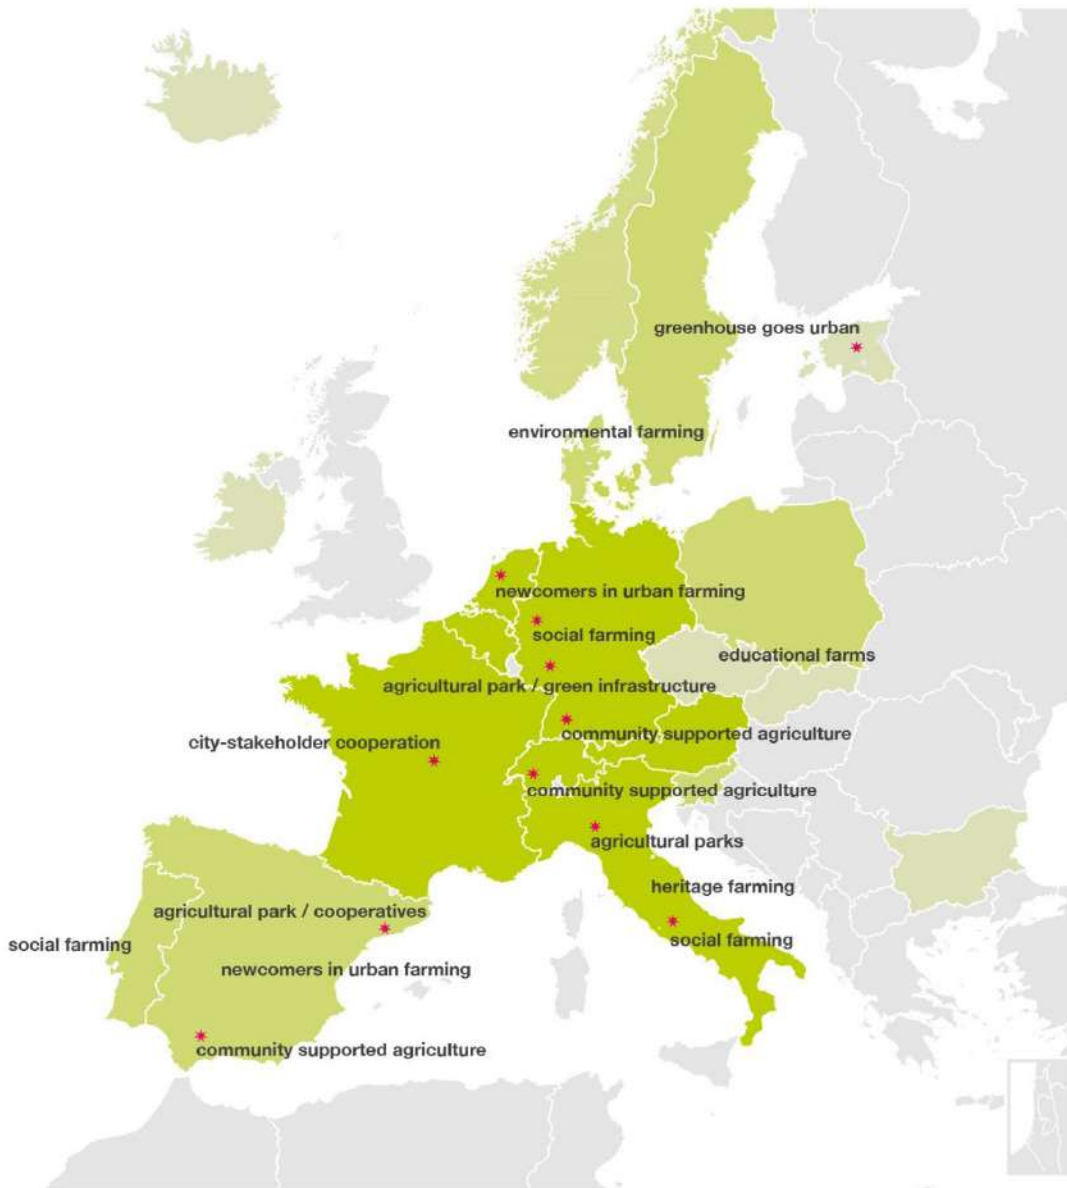 greenhouse goes urban
environmental farming
newcomers in urban farming
social farming
educational farms
agricultural park / green infrastructure
city-stakeholder cooperation
community supported agriculture
community supported agriculture
agricultural parks
heritage farming
agricultural park / cooperatives
social farming
social farming
newcomers in urban farming
community supported agriculture